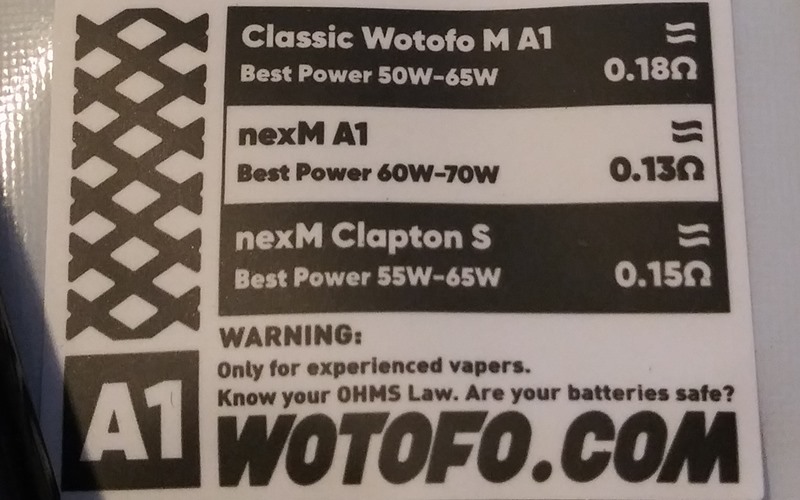 Classic Wotofo M A1
Best Power 50W-65W ≈ 0.18Ω
nexM A1
Best Power 60W-70W ≈ 0.13Ω
nexM Clapton S
Best Power 55W-65W ≈ 0.15Ω
WARNING:
Only for experienced vapers.
Know your OHMS Law. Are your batteries safe?
A1
WOTOFO.COM